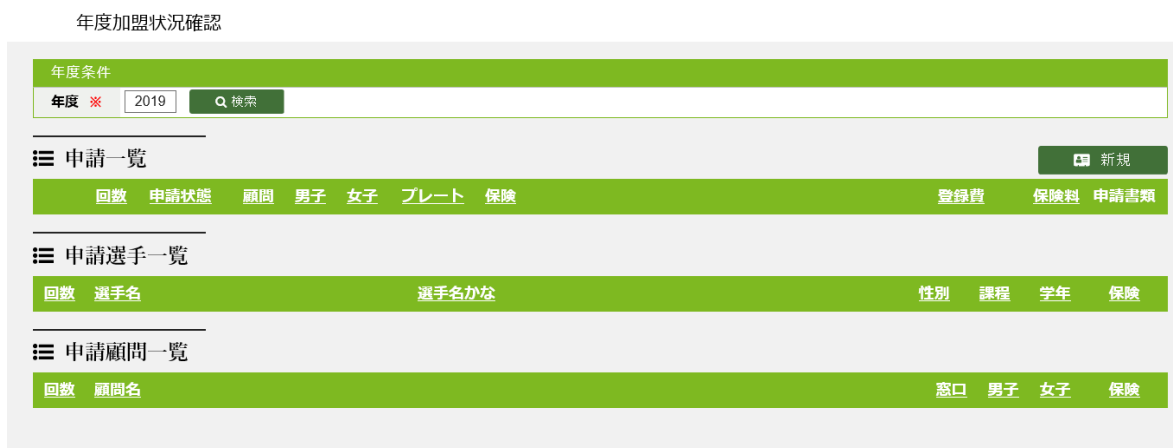 年度加盟状況確認
年度条件
年度 ※ 2019 検索
申請一覧 新規
回数 申請状態 顧問 男子 女子 プレート 保険 登録費 保険料 申請書類
申請選手一覧
回数 選手名 選手名かな 性別 課程 学年 保険
申請顧問一覧
回数 顧問名 窓口 男子 女子 保険